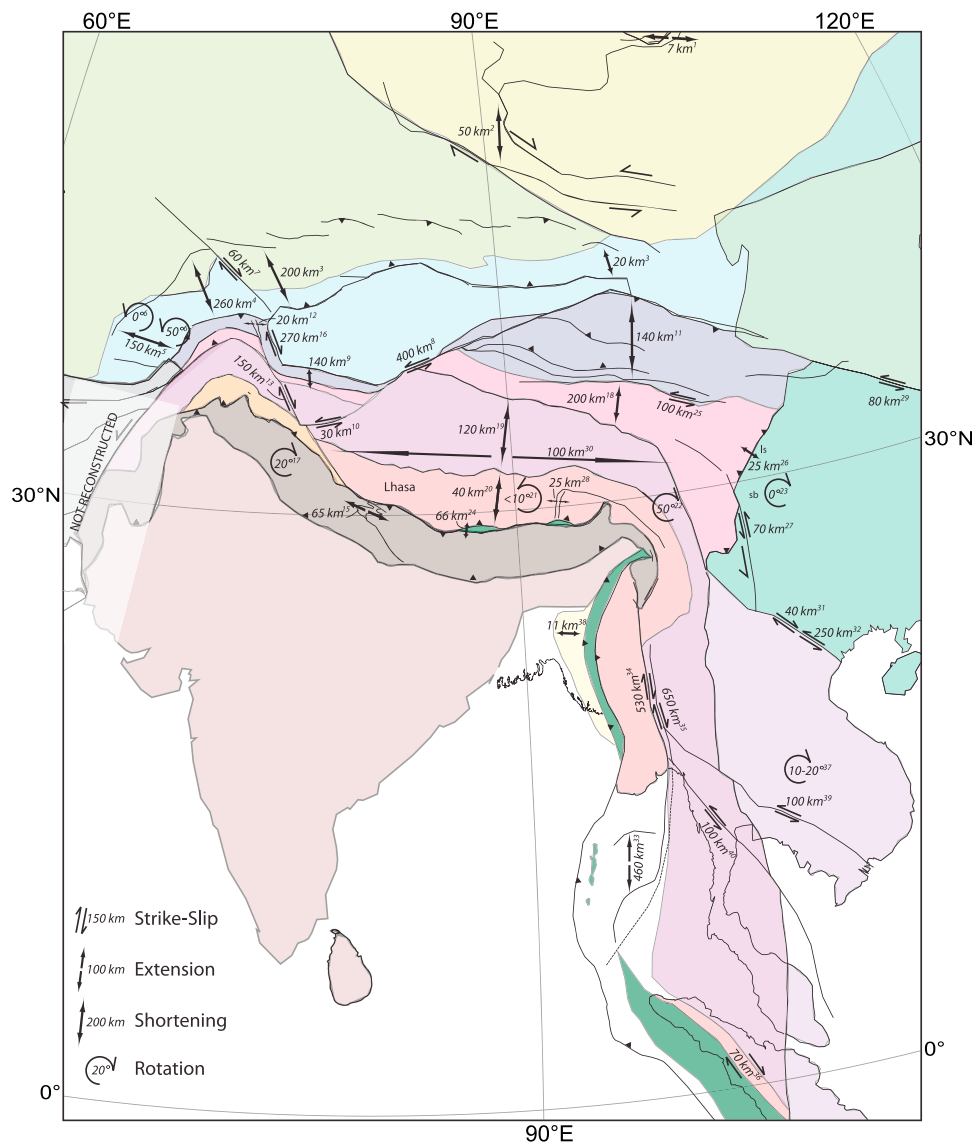 60°E
90°E
120°E
7 km¹
50 km²
20 km³
60 km⁷
200 km³
260 km⁴
0°⁶
50°⁶
150 km⁵
20 km¹²
270 km¹⁶
140 km¹¹
140 km⁹
400 km⁸
150 km¹³
200 km¹⁸
100 km²⁵
80 km²⁹
30 km¹⁰
120 km¹⁹
100 km³⁰
30°N
NOT RECONSTRUCTED
20°¹⁷
ls
25 km²⁶
Lhasa
25 km²⁸
40 km²⁰
<10°²¹
sb
0°²³
30°N
65 km¹⁵
66 km²⁴
50°²²
70 km²⁷
40 km³¹
250 km³²
11 km³⁸
530 km³⁴
650 km³⁵
10-20°³⁷
100 km³⁹
100 km⁴⁰
460 km³³
150 km Strike-Slip
100 km Extension
200 km Shortening
20° Rotation
70 km³⁶
0°
0°
90°E